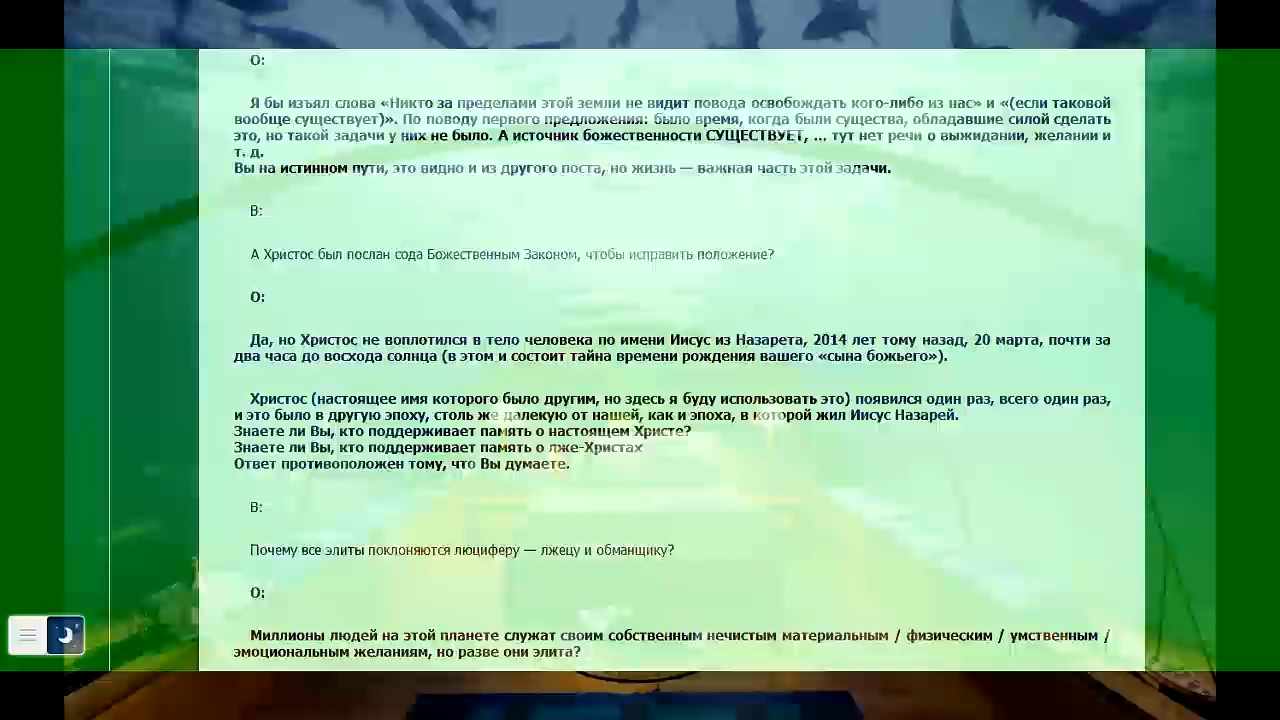 О:
Я бы изъял слова «Никто за пределами этой земли не видит повода освобождать кого-либо из нас» и «(если таковой
вообще существует)». По поводу первого предложения: было время, когда были существа, обладавшие силой сделать
это, но такой задачи у них не было. А источник божественности СУЩЕСТВУЕТ, ... тут нет речи о выжидании, желании и
т. д.
Вы на истинном пути, это видно и из другого поста, но жизнь — важная часть этой задачи.
В:
А Христос был послан сода Божественным Законом, чтобы исправить положение?
О:
Да, но Христос не воплотился в тело человека по имени Иисус из Назарета, 2014 лет тому назад, 20 марта, почти за
два часа до восхода солнца (в этом и состоит тайна времени рождения вашего «сына божьего»).
Христос (настоящее имя которого было другим, но здесь я буду использовать это) появился один раз, всего один раз,
и это было в другую эпоху, столь же далекую от нашей, как и эпоха, в которой жил Иисус Назарей.
Знаете ли Вы, кто поддерживает память о настоящем Христе?
Знаете ли Вы, кто поддерживает память о лже-Христах
Ответ противоположен тому, что Вы думаете.
В:
Почему все элиты поклоняются люциферу — лжецу и обманщику?
О:
Миллионы людей на этой планете служат своим собственным нечистым материальным / физическим / умственным /
эмоциональным желаниям, но разве они элита?